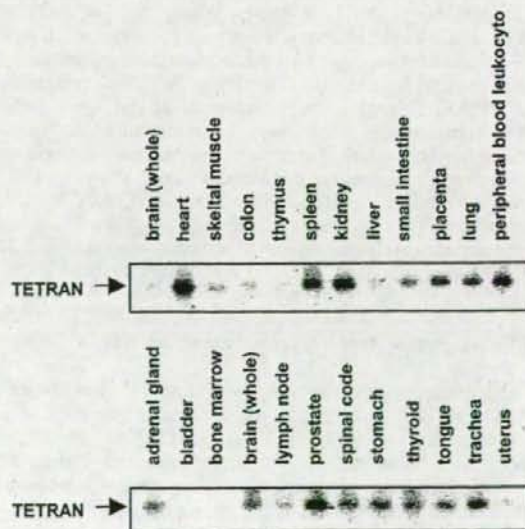 brain (whole)
heart
skeltal muscle
colon
thymus
spleen
kidney
liver
small intestine
placenta
lung
peripheral blood leukocyto
TETRAN
adrenal gland
bladder
bone marrow
brain (whole)
lymph node
prostate
spinal code
stomach
thyroid
tongue
trachea
uterus
TETRAN